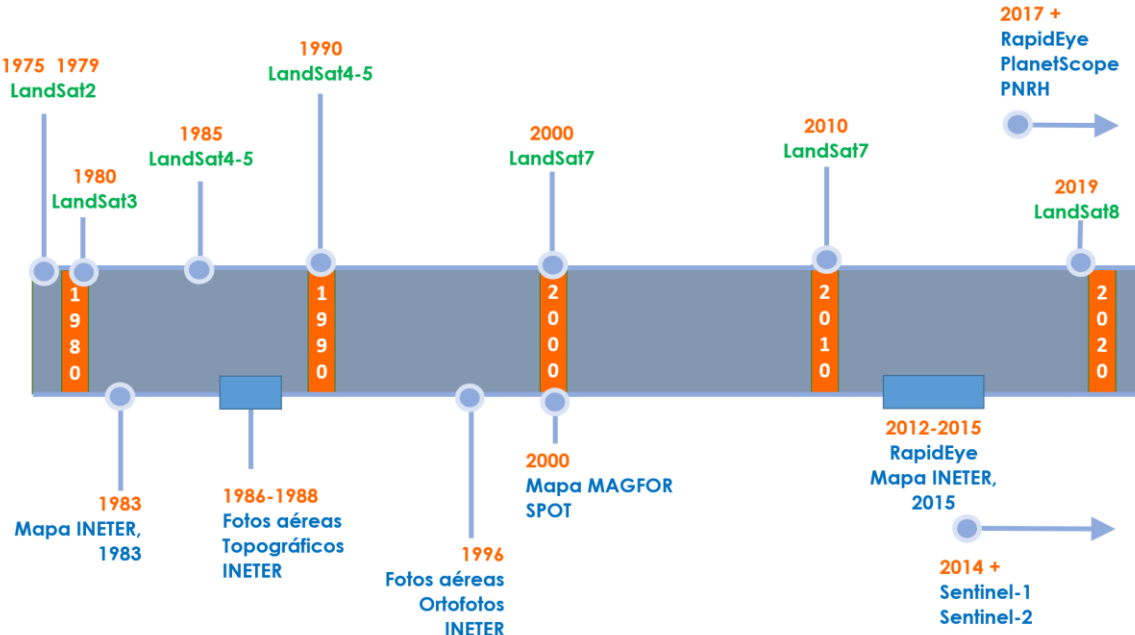 2017 +
RapidEye
PlanetScope
PNRH
1990
LandSat4-5
1975 1979
LandSat2
1985
LandSat4-5
2000
LandSat7
2010
LandSat7
1980
LandSat3
2019
LandSat8
1980
1990
2000
2010
2020
1983
Mapa INETER,
1983
1986-1988
Fotos aéreas
Topográficos
INETER
1996
Fotos aéreas
Ortofotos
INETER
2000
Mapa MAGFOR
SPOT
2012-2015
RapidEye
Mapa INETER,
2015
2014 +
Sentinel-1
Sentinel-2